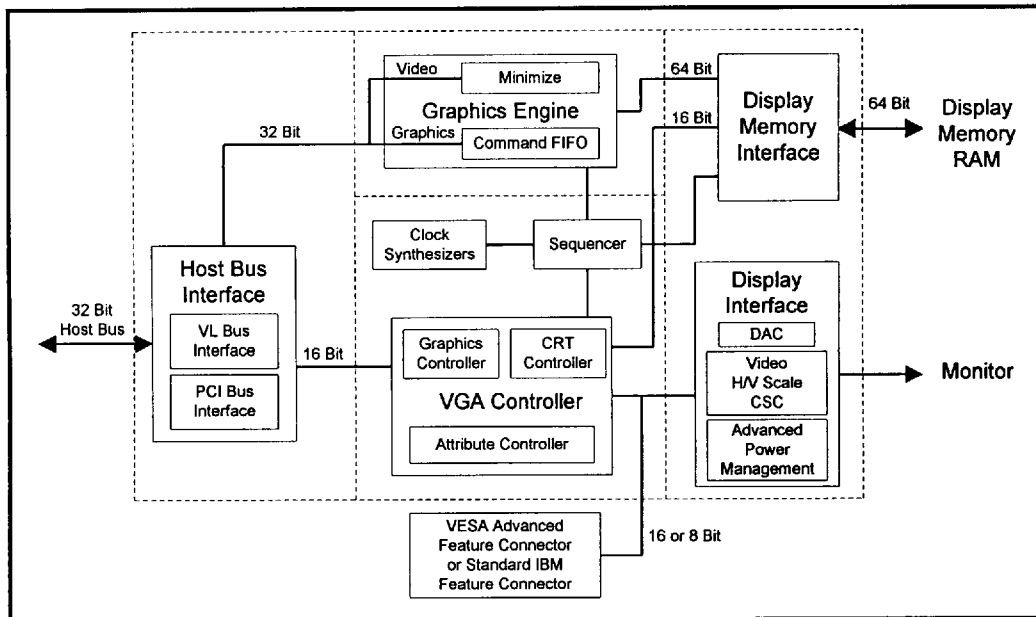 Video
Minimize
Graphics Engine
Graphics
Command FIFO
32 Bit
64 Bit
16 Bit
Display
Memory
Interface
64 Bit
Display
Memory
RAM
Clock
Synthesizers
Sequencer
Host Bus
Interface
VL Bus
Interface
PCI Bus
Interface
32 Bit
Host Bus
16 Bit
Graphics
Controller
CRT
Controller
VGA Controller
Attribute Controller
Display
Interface
DAC
Video
H/V Scale
CSC
Advanced
Power
Management
Monitor
VESA Advanced
Feature Connector
or Standard IBM
Feature Connector
16 or 8 Bit